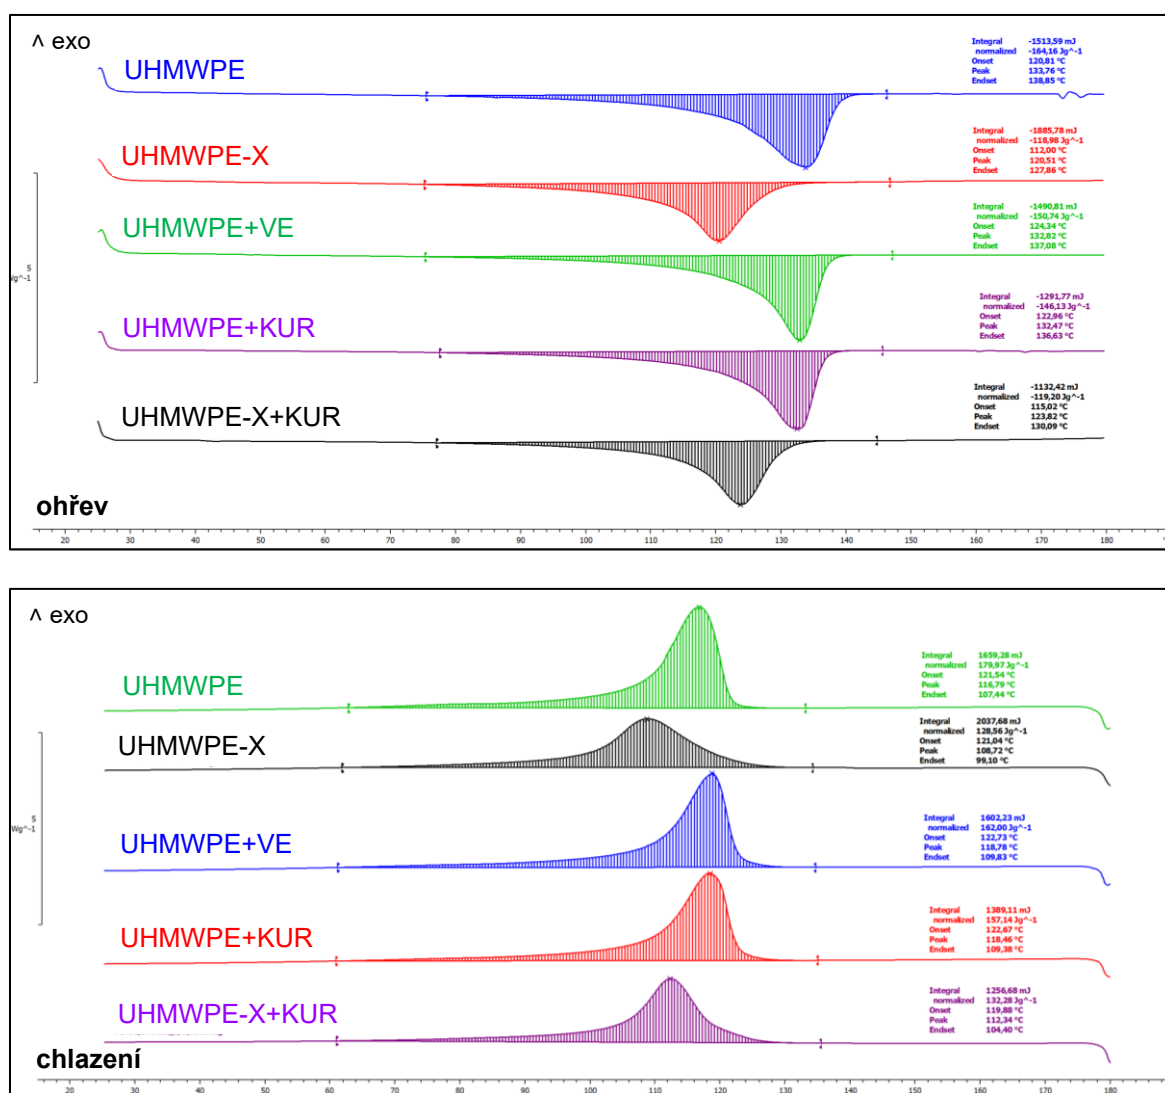 ^ exo
UHMWPE
Integral -1513,59 mJ
normalized -164,16 Jg^-1
Onset 120,81 °C
Peak 133,76 °C
Endset 138,85 °C
UHMWPE-X
Integral -1885,78 mJ
normalized -118,98 Jg^-1
Onset 112,00 °C
Peak 120,51 °C
Endset 127,86 °C
UHMWPE+VE
Integral -1490,81 mJ
normalized -150,74 Jg^-1
Onset 124,34 °C
Peak 132,82 °C
Endset 137,08 °C
5
Wg^-1
UHMWPE+KUR
Integral -1291,77 mJ
normalized -146,13 Jg^-1
Onset 122,96 °C
Peak 132,47 °C
Endset 136,63 °C
UHMWPE-X+KUR
Integral -1132,42 mJ
normalized -119,20 Jg^-1
Onset 115,02 °C
Peak 123,82 °C
Endset 130,09 °C
ohřev
20 30 40 50 60 70 80 90 100 110 120 130 140 150 160 170 180
^ exo
UHMWPE
Integral 1659,28 mJ
normalized 179,97 Jg^-1
Onset 121,54 °C
Peak 116,79 °C
Endset 107,44 °C
UHMWPE-X
Integral 2037,68 mJ
normalized 128,56 Jg^-1
Onset 121,04 °C
Peak 108,72 °C
Endset 99,10 °C
5
Wg^-1
UHMWPE+VE
Integral 1602,23 mJ
normalized 162,00 Jg^-1
Onset 122,73 °C
Peak 118,78 °C
Endset 109,83 °C
UHMWPE+KUR
Integral 1389,11 mJ
normalized 157,14 Jg^-1
Onset 122,67 °C
Peak 118,46 °C
Endset 109,38 °C
UHMWPE-X+KUR
Integral 1256,68 mJ
normalized 132,28 Jg^-1
Onset 119,88 °C
Peak 112,34 °C
Endset 104,40 °C
chlazení
20 30 40 50 60 70 80 90 100 110 120 130 140 150 160 170 180